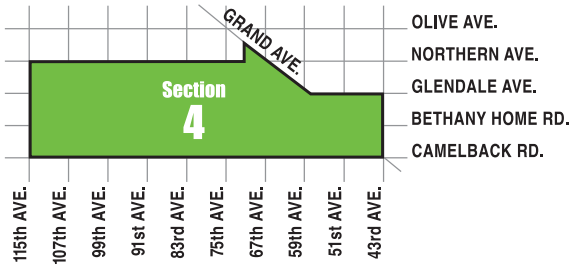 GRAND AVE.
OLIVE AVE.
NORTHERN AVE.
GLENDALE AVE.
BETHANY HOME RD.
CAMELBACK RD.
Section
4
115th AVE.
107th AVE.
99th AVE.
91st AVE.
83rd AVE.
75th AVE.
67th AVE.
59th AVE.
51st AVE.
43rd AVE.